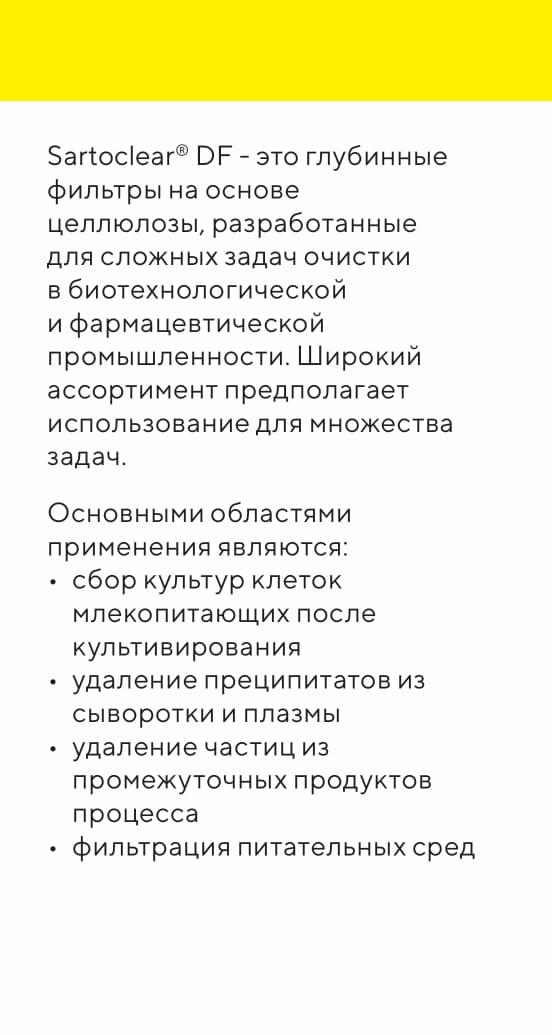 Sartoclear® DF - это глубинные
фильтры на основе
целлюлозы, разработанные
для сложных задач очистки
в биотехнологической
и фармацевтической
промышленности. Широкий
ассортимент предполагает
использование для множества
задач.
Основными областями
применения являются:
• сбор культур клеток
млекопитающих после
культивирования
• удаление преципитатов из
сыворотки и плазмы
• удаление частиц из
промежуточных продуктов
процесса
• фильтрация питательных сред